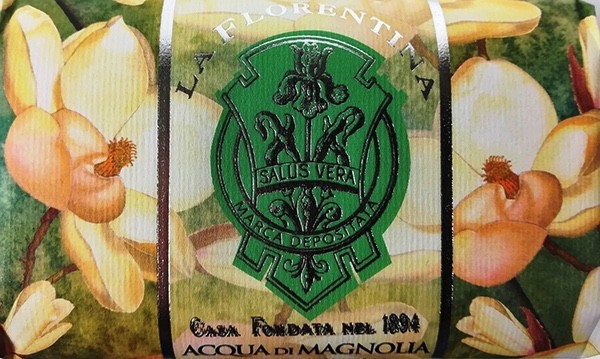 LA FLORENTINA
SALUS VERA
MARCA DEPOSITATA
CASA FONDATA NEL 1894
ACQUA DI MAGNOLIA